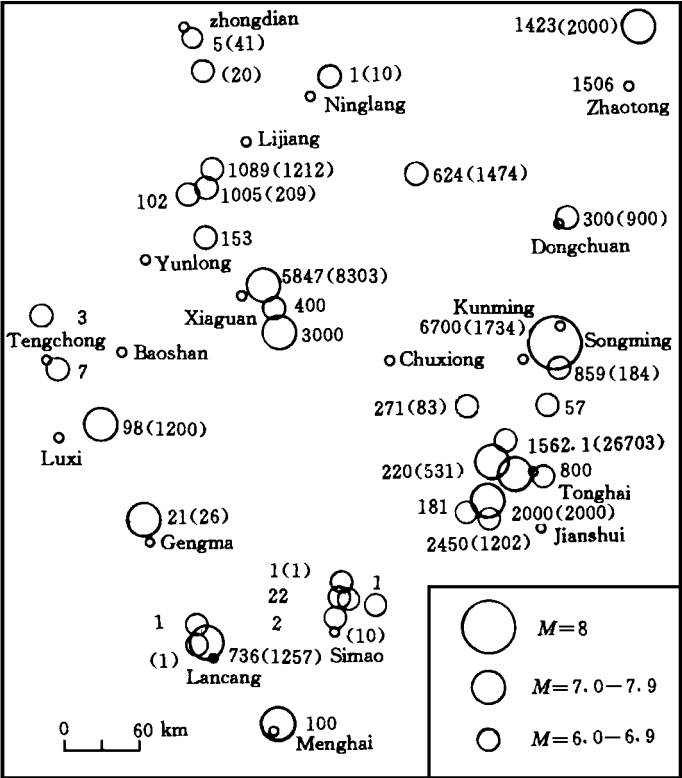 zhongdian
5(41)
1423(2000)
(20)
1(10)
Ninglang
1506
Zhaotong
Lijiang
1089(1212)
1005(209)
102
624(1474)
300(900)
Dongchuan
153
Yunlong
5847(8303)
Xiaguan
400
3000
3
Tengchong
7
Baoshan
Kunming
6700(1734)
Songming
Chuxiong
859(184)
271(83)
57
98(1200)
Luxi
1562.1(26703)
220(531)
800
Tonghai
181
2000(2000)
2450(1202)
Jianshui
21(26)
Gengma
1(1)
1
22
2
(10)
Simao
1
(1)
736(1257)
Lancang
100
Menghai
0 60 km
M=8
M=7.0−7.9
M=6.0−6.9